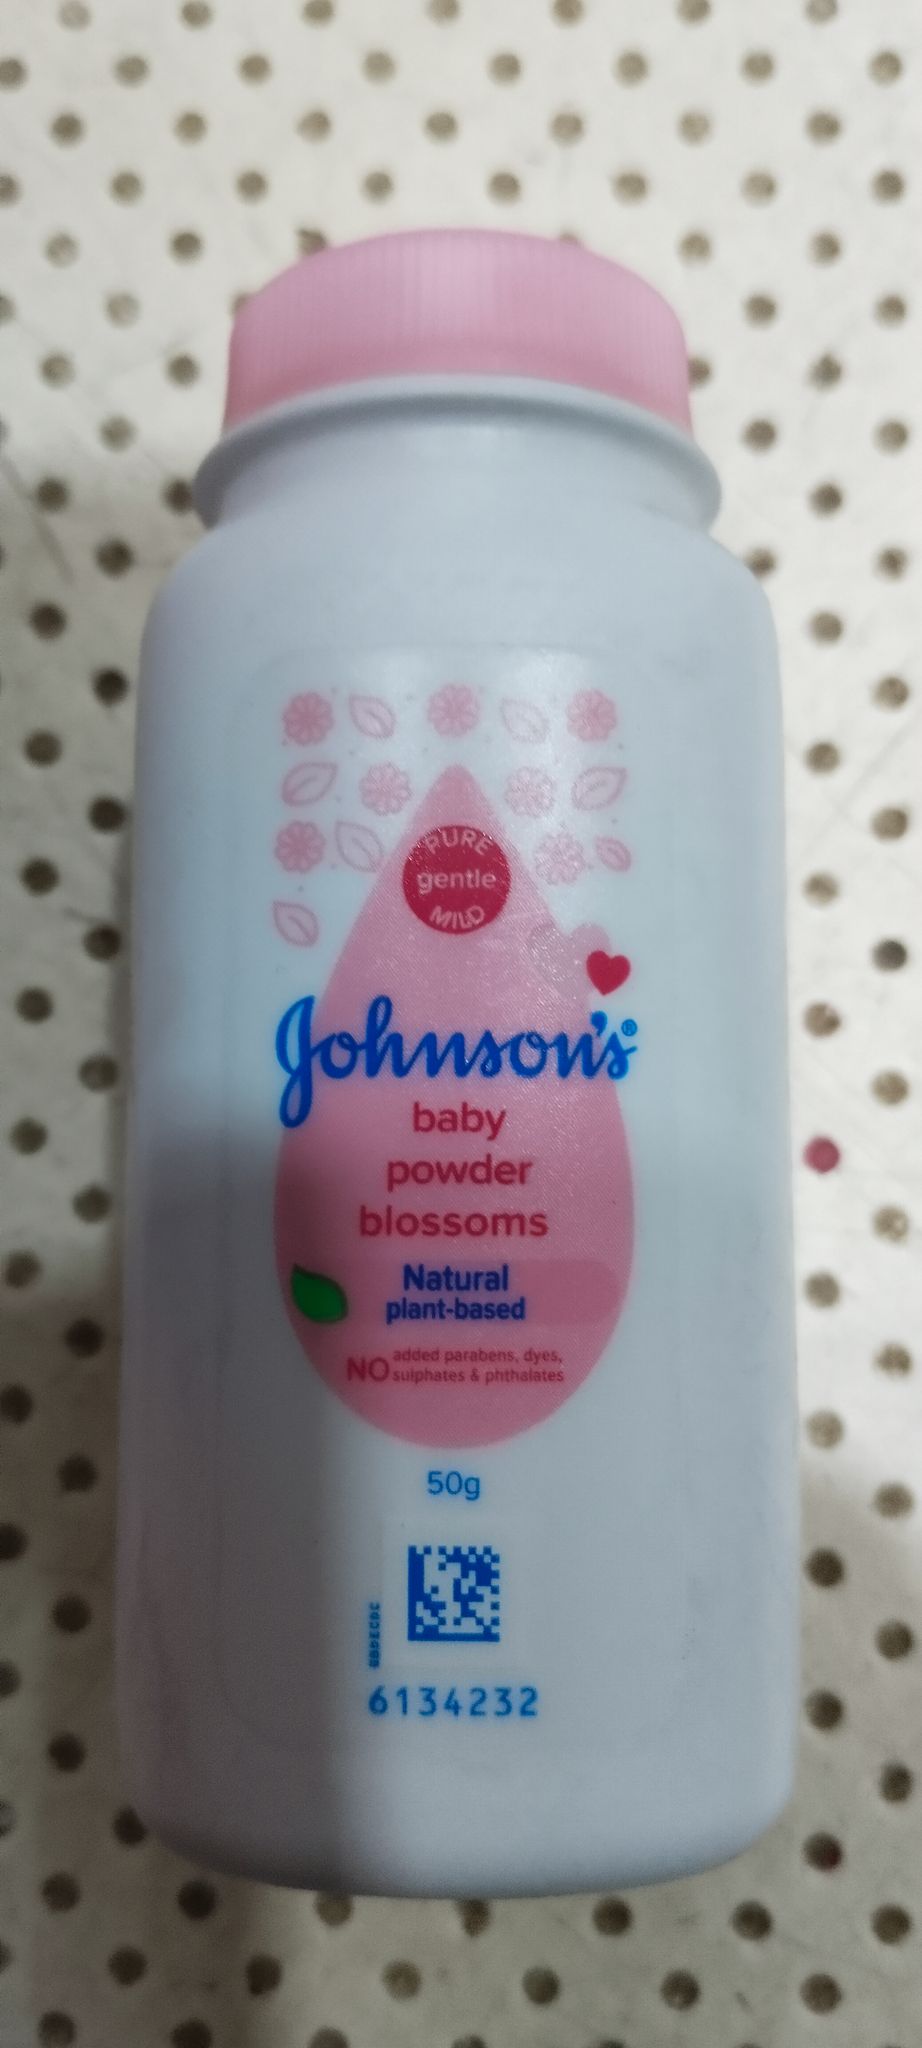 PURE
gentle
MILD
Johnson's®
baby
powder
blossoms
Natural
plant-based
NO added parabens, dyes,
sulphates & phthalates
50g
6134232